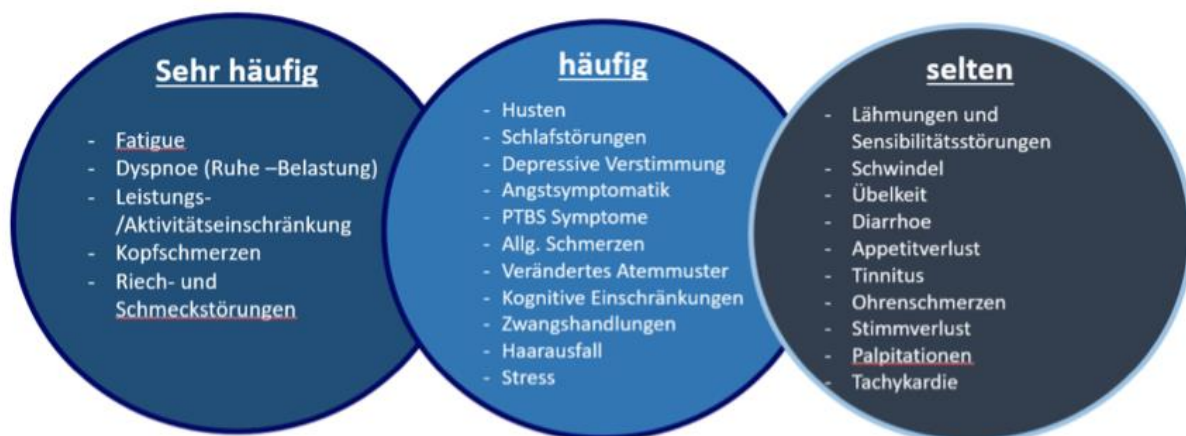 Sehr häufig
- Fatigue
- Dyspnoe (Ruhe –Belastung)
- Leistungs-
/Aktivitätseinschränkung
- Kopfschmerzen
- Riech- und
Schmeckstörungen
häufig
- Husten
- Schlafstörungen
- Depressive Verstimmung
- Angstsymptomatik
- PTBS Symptome
- Allg. Schmerzen
- Verändertes Atemmuster
- Kognitive Einschränkungen
- Zwangshandlungen
- Haarausfall
- Stress
selten
- Lähmungen und
Sensibilitätsstörungen
- Schwindel
- Übelkeit
- Diarrhoe
- Appetitverlust
- Tinnitus
- Ohrenschmerzen
- Stimmverlust
- Palpitationen
- Tachykardie